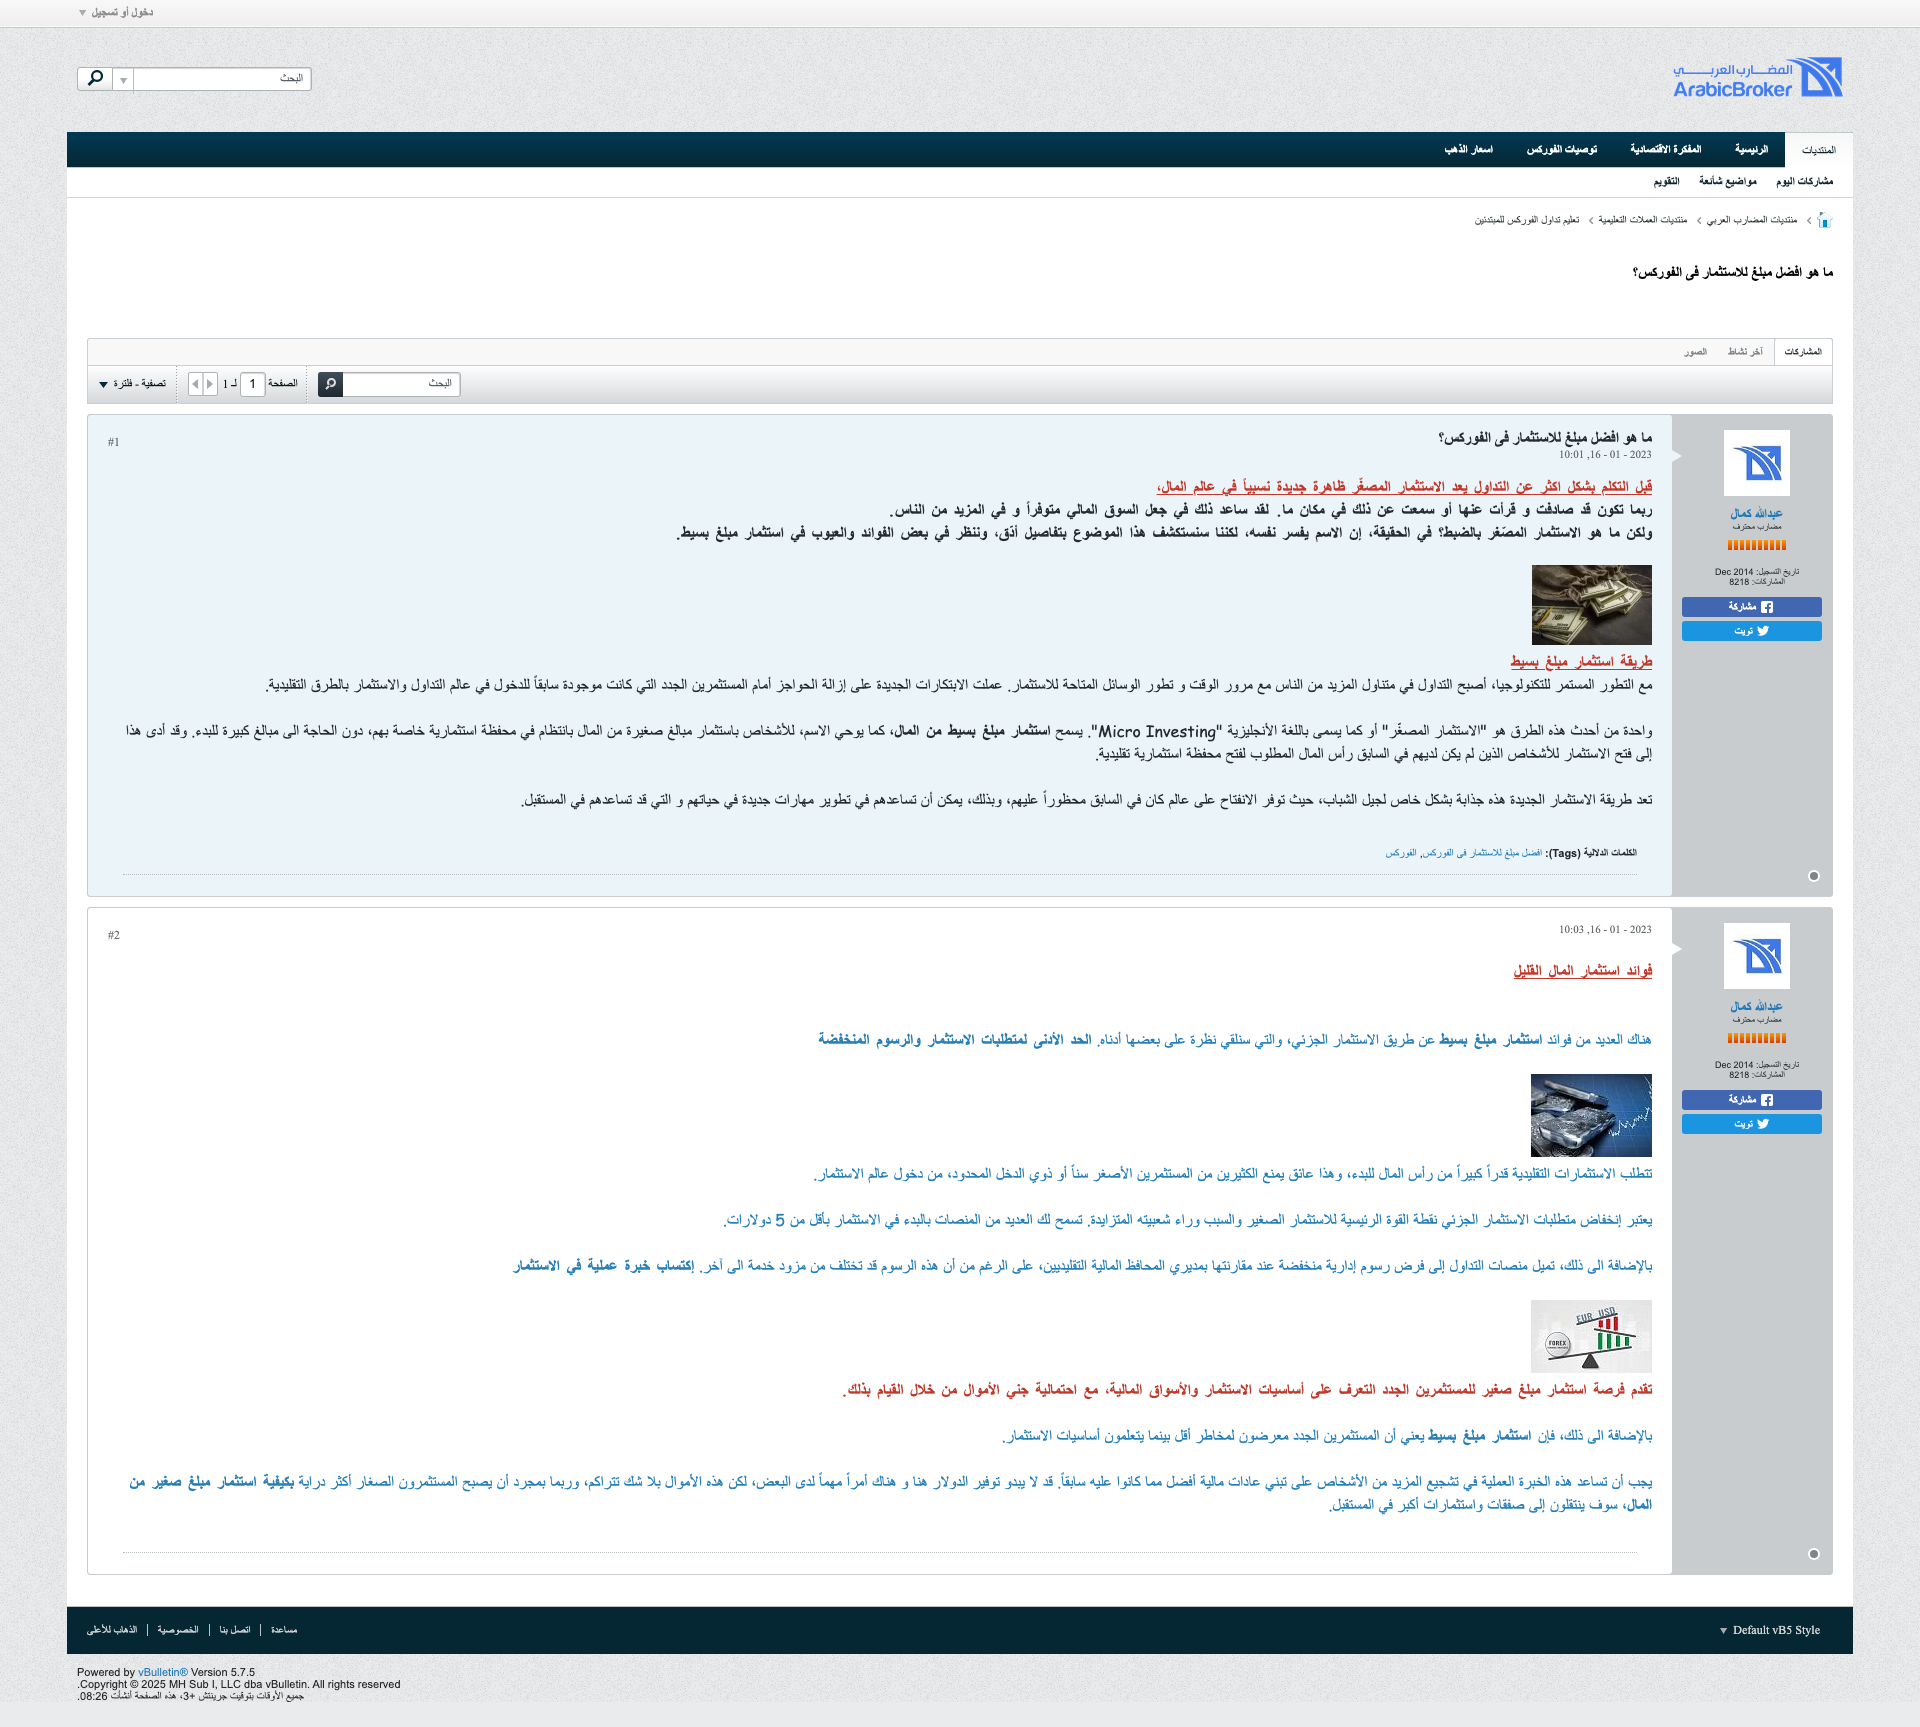 دخول أو تسجيل
البحث
المضارب العربي
ArabicBroker
المنتديات
الرئيسية
المفكرة الاقتصادية
توصيات الفوركس
اسعار الذهب
مشاركات اليوم
مواضيع شائعة
التقويم
منتديات المضارب العربي
منتديات العملات التعليمية
تعليم تداول الفوركس للمبتدئين
ما هو افضل مبلغ للاستثمار فى الفوركس؟
المشاركات
آخر نشاط
الصور
البحث
الصفحة 1 لـ 1
تصفية - فلترة
عبدالله كمال
مضارب محترف
تاريخ التسجيل: Dec 2014
المشاركات: 8218
مشاركة
تويت
#1
ما هو افضل مبلغ للاستثمار فى الفوركس؟
2023 - 01 - 16, 10:01
قبل التكلم بشكل اكثر عن التداول يعد الاستثمار المصغّر ظاهرة جديدة نسبياً في عالم المال،
ربما تكون قد صادفت و قرأت عنها أو سمعت عن ذلك في مكان ما. لقد ساعد ذلك في جعل السوق المالي متوفراً و في المزيد من الناس.
ولكن ما هو الاستثمار المصّغر بالضبط؟ في الحقيقة، إن الاسم يفسر نفسه، لكننا سنستكشف هذا الموضوع بتفاصيل أدّق، وننظر في بعض الفوائد والعيوب في استثمار مبلغ بسيط.
طريقة استثمار مبلغ بسيط
مع التطور المستمر للتكنولوجيا، أصبح التداول في متناول المزيد من الناس مع مرور الوقت و تطور الوسائل المتاحة للاستثمار. عملت الابتكارات الجديدة على إزالة الحواجز أمام المستثمرين الجدد التي كانت موجودة سابقاً للدخول في عالم التداول والاستثمار بالطرق التقليدية.
واحدة من أحدث هذه الطرق هو "الاستثمار المصغّر" أو كما يسمى باللغة الأنجليزية "Micro Investing". يسمح استثمار مبلغ بسيط من المال، كما يوحي الاسم، للأشخاص باستثمار مبالغ صغيرة من المال بانتظام في محفظة استثمارية خاصة بهم، دون الحاجة الى مبالغ كبيرة للبدء. وقد أدى هذا
إلى فتح الاستثمار للأشخاص الذين لم يكن لديهم في السابق رأس المال المطلوب لفتح محفظة استثمارية تقليدية.
تعد طريقة الاستثمار الجديدة هذه جذابة بشكل خاص لجيل الشباب، حيث توفر الانفتاح على عالم كان في السابق محظوراً عليهم، وبذلك، يمكن أن تساعدهم في تطوير مهارات جديدة في حياتهم و التي قد تساعدهم في المستقبل.
الكلمات الدلالية (Tags): افضل مبلغ للاستثمار فى الفوركس, الفوركس
عبدالله كمال
مضارب محترف
تاريخ التسجيل: Dec 2014
المشاركات: 8218
مشاركة
تويت
#2
2023 - 01 - 16, 10:03
فوائد استثمار المال القليل
هناك العديد من فوائد استثمار مبلغ بسيط عن طريق الاستثمار الجزئي، والتي سنلقي نظرة على بعضها أدناه. الحد الأدنى لمتطلبات الاستثمار والرسوم المنخفضة
تتطلب الاستثمارات التقليدية قدراً كبيراً من رأس المال للبدء، وهذا عائق يمنع الكثيرين من المستثمرين الأصغر سناً أو ذوي الدخل المحدود، من دخول عالم الاستثمار.
يعتبر إنخفاض متطلبات الاستثمار الجزئي نقطة القوة الرئيسية للاستثمار الصغير والسبب وراء شعبيته المتزايدة. تسمح لك العديد من المنصات بالبدء في الاستثمار بأقل من 5 دولارات.
بالإضافة الى ذلك، تميل منصات التداول إلى فرض رسوم إدارية منخفضة عند مقارنتها بمديري المحافظ المالية التقليديين، على الرغم من أن هذه الرسوم قد تختلف من مزود خدمة الى آخر. إكتساب خبرة عملية في الاستثمار
EUR USD
FOREX
تقدم فرصة استثمار مبلغ صغير للمستثمرين الجدد التعرف على أساسيات الاستثمار والأسواق المالية، مع احتمالية جني الأموال من خلال القيام بذلك.
بالإضافة الى ذلك، فإن استثمار مبلغ بسيط يعني أن المستثمرين الجدد معرضون لمخاطر أقل بينما يتعلمون أساسيات الاستثمار.
يجب أن تساعد هذه الخبرة العملية في تشجيع المزيد من الأشخاص على تبني عادات مالية أفضل مما كانوا عليه سابقاً. قد لا يبدو توفير الدولار هنا و هناك أمراً مهماً لدى البعض، لكن هذه الأموال بلا شك تتراكم، وربما بمجرد أن يصبح المستثمرون الصغار أكثر دراية بكيفية استثمار مبلغ صغير من
المال، سوف ينتقلون إلى صفقات واستثمارات أكبر في المستقبل.
Default vB5 Style
مساعدة
اتصل بنا
الخصوصية
الذهاب للأعلى
Powered by vBulletin® Version 5.7.5
Copyright © 2025 MH Sub I, LLC dba vBulletin. All rights reserved.
جميع الأوقات بتوقيت جرينتش +3، هذه الصفحة أنشأت 08:26.